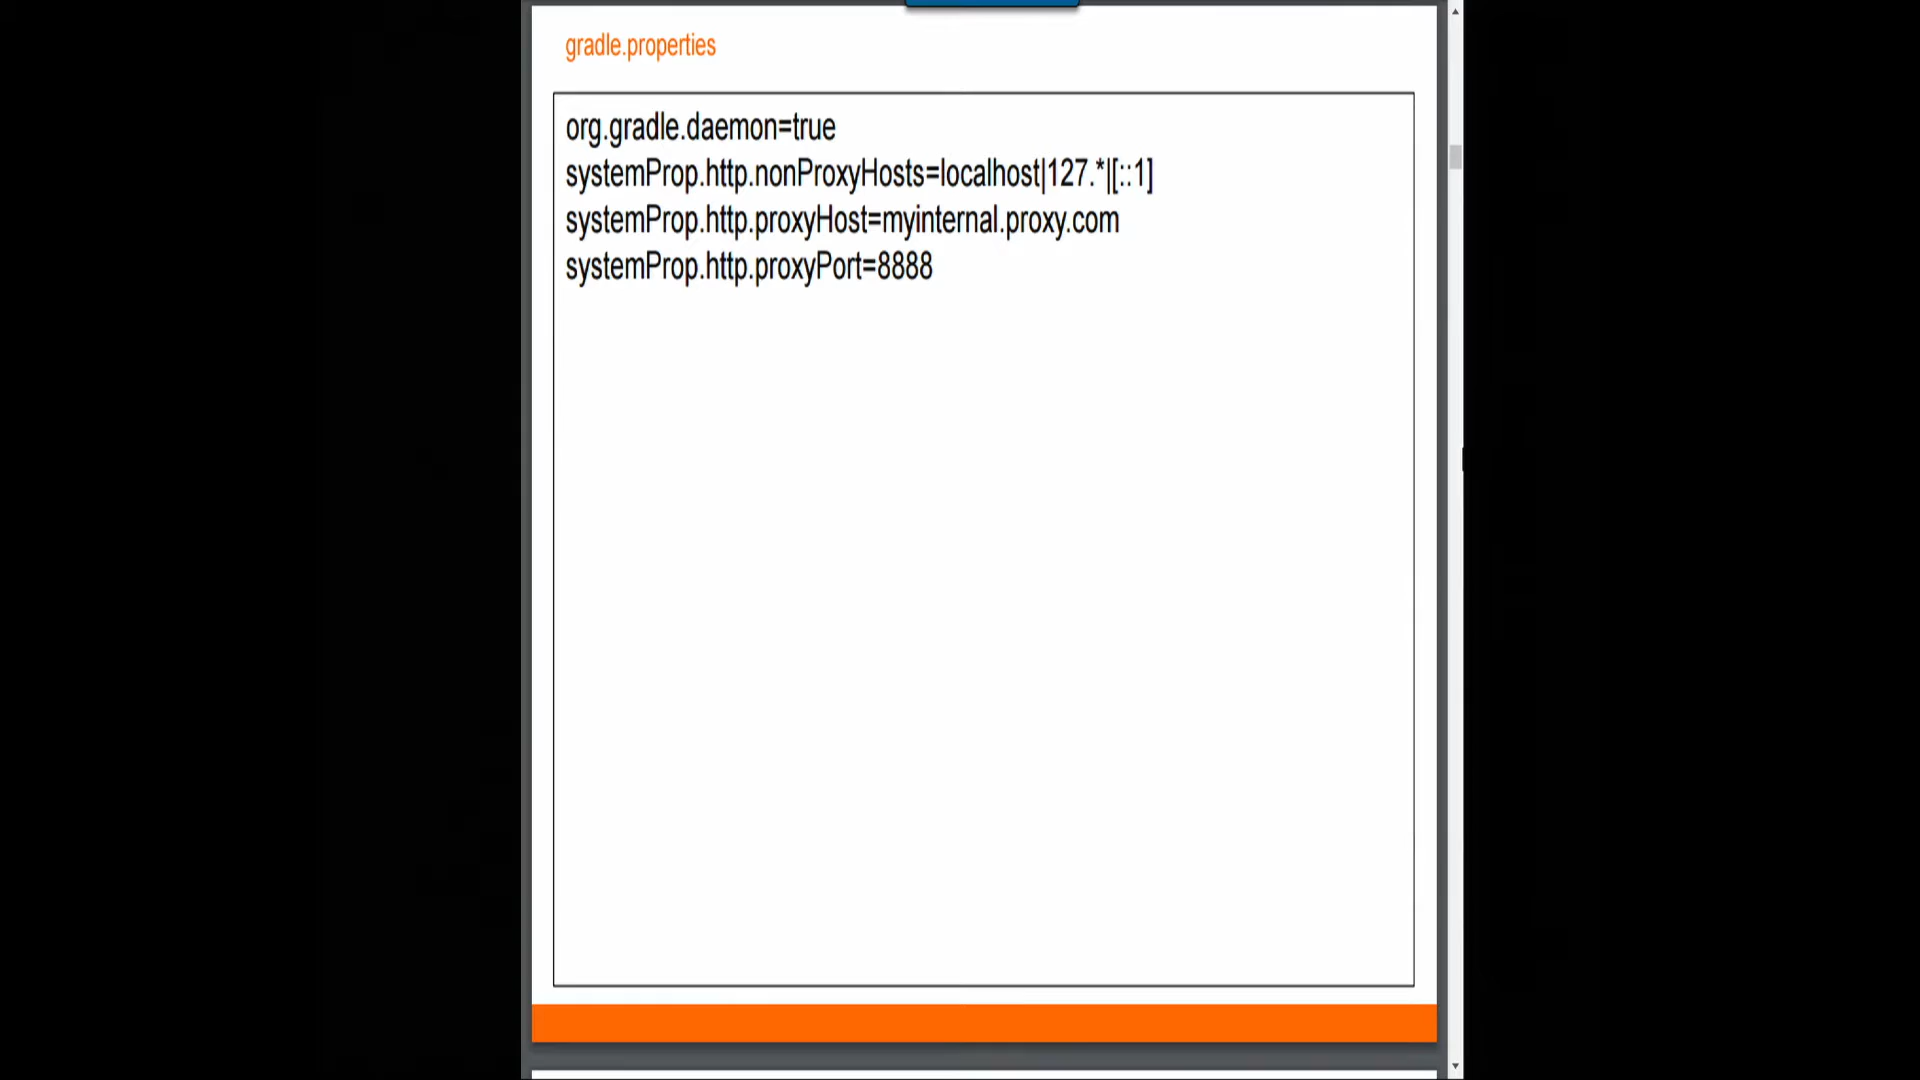 gradle.properties
org.gradle.daemon=true
systemProp.http.nonProxyHosts=localhost|127.*|[::1]
systemProp.http.proxyHost=myinternal.proxy.com
systemProp.http.proxyPort=8888